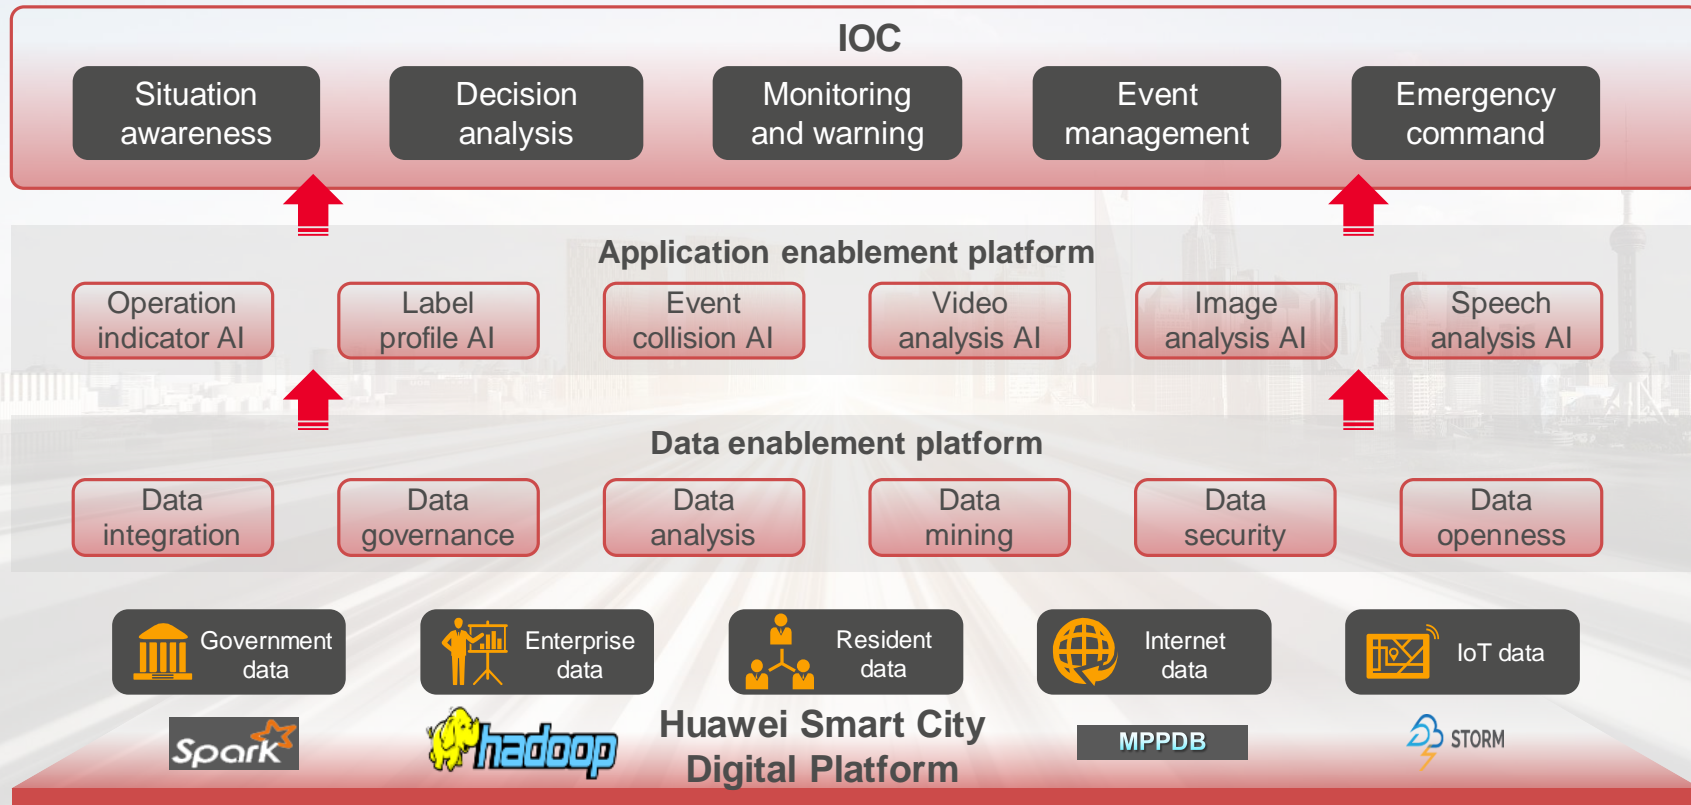 IOC
Situation
awareness
Decision
analysis
Monitoring
and warning
Event
management
Emergency
command
Application enablement platform
Operation
indicator AI
Label
profile AI
Event
collision AI
Video
analysis AI
Image
analysis AI
Speech
analysis AI
Data enablement platform
Data
integration
Data
governance
Data
analysis
Data
mining
Data
security
Data
openness
Government
data
Enterprise
data
Resident
data
Internet
data
IoT data
Spark
hadoop
Huawei Smart City
Digital Platform
MPPDB
STORM